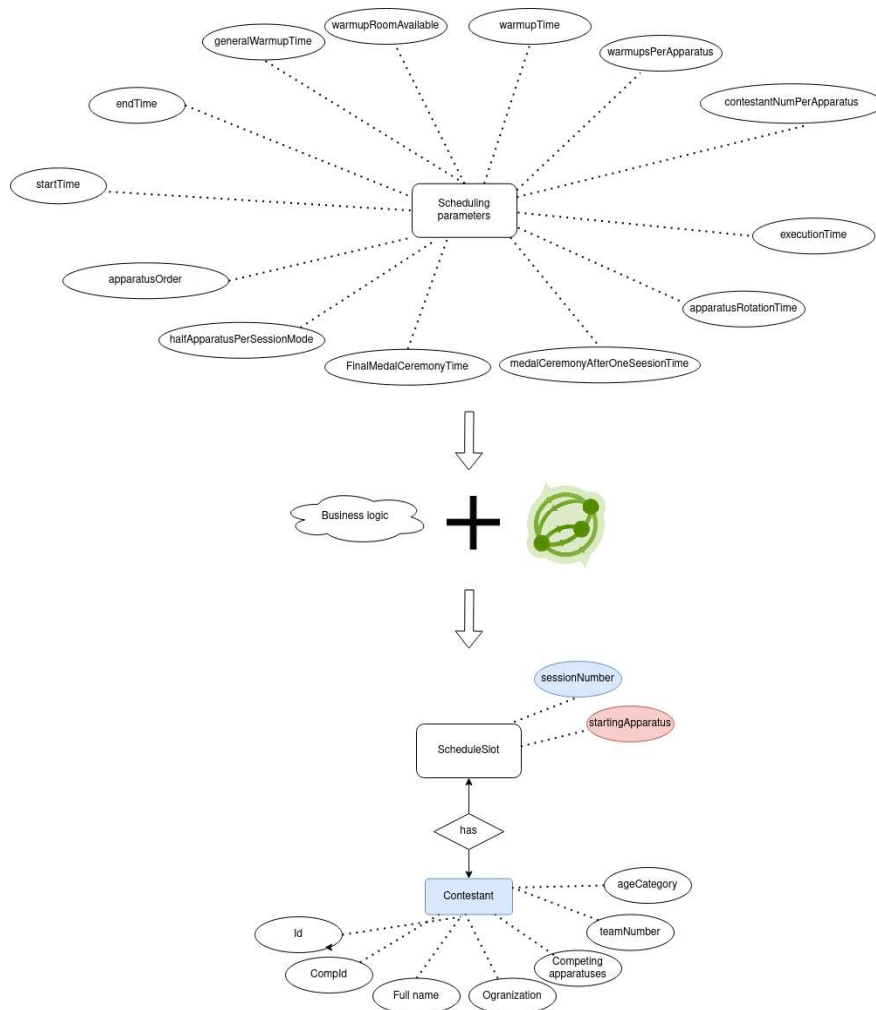 warmupRoomAvailable
warmupTime
generalWarmupTime
warmupsPerApparatus
endTime
contestantNumPerApparatus
startTime
Scheduling
parameters
executionTime
apparatusOrder
apparatusRotationTime
halfApparatusPerSessionMode
FinalMedalCeremonyTime
medalCeremonyAfterOneSeesionTime
Business logic
sessionNumber
startingApparatus
ScheduleSlot
has
Contestant
ageCategory
Id
teamNumber
CompId
Competing
apparatuses
Full name
Ogranization